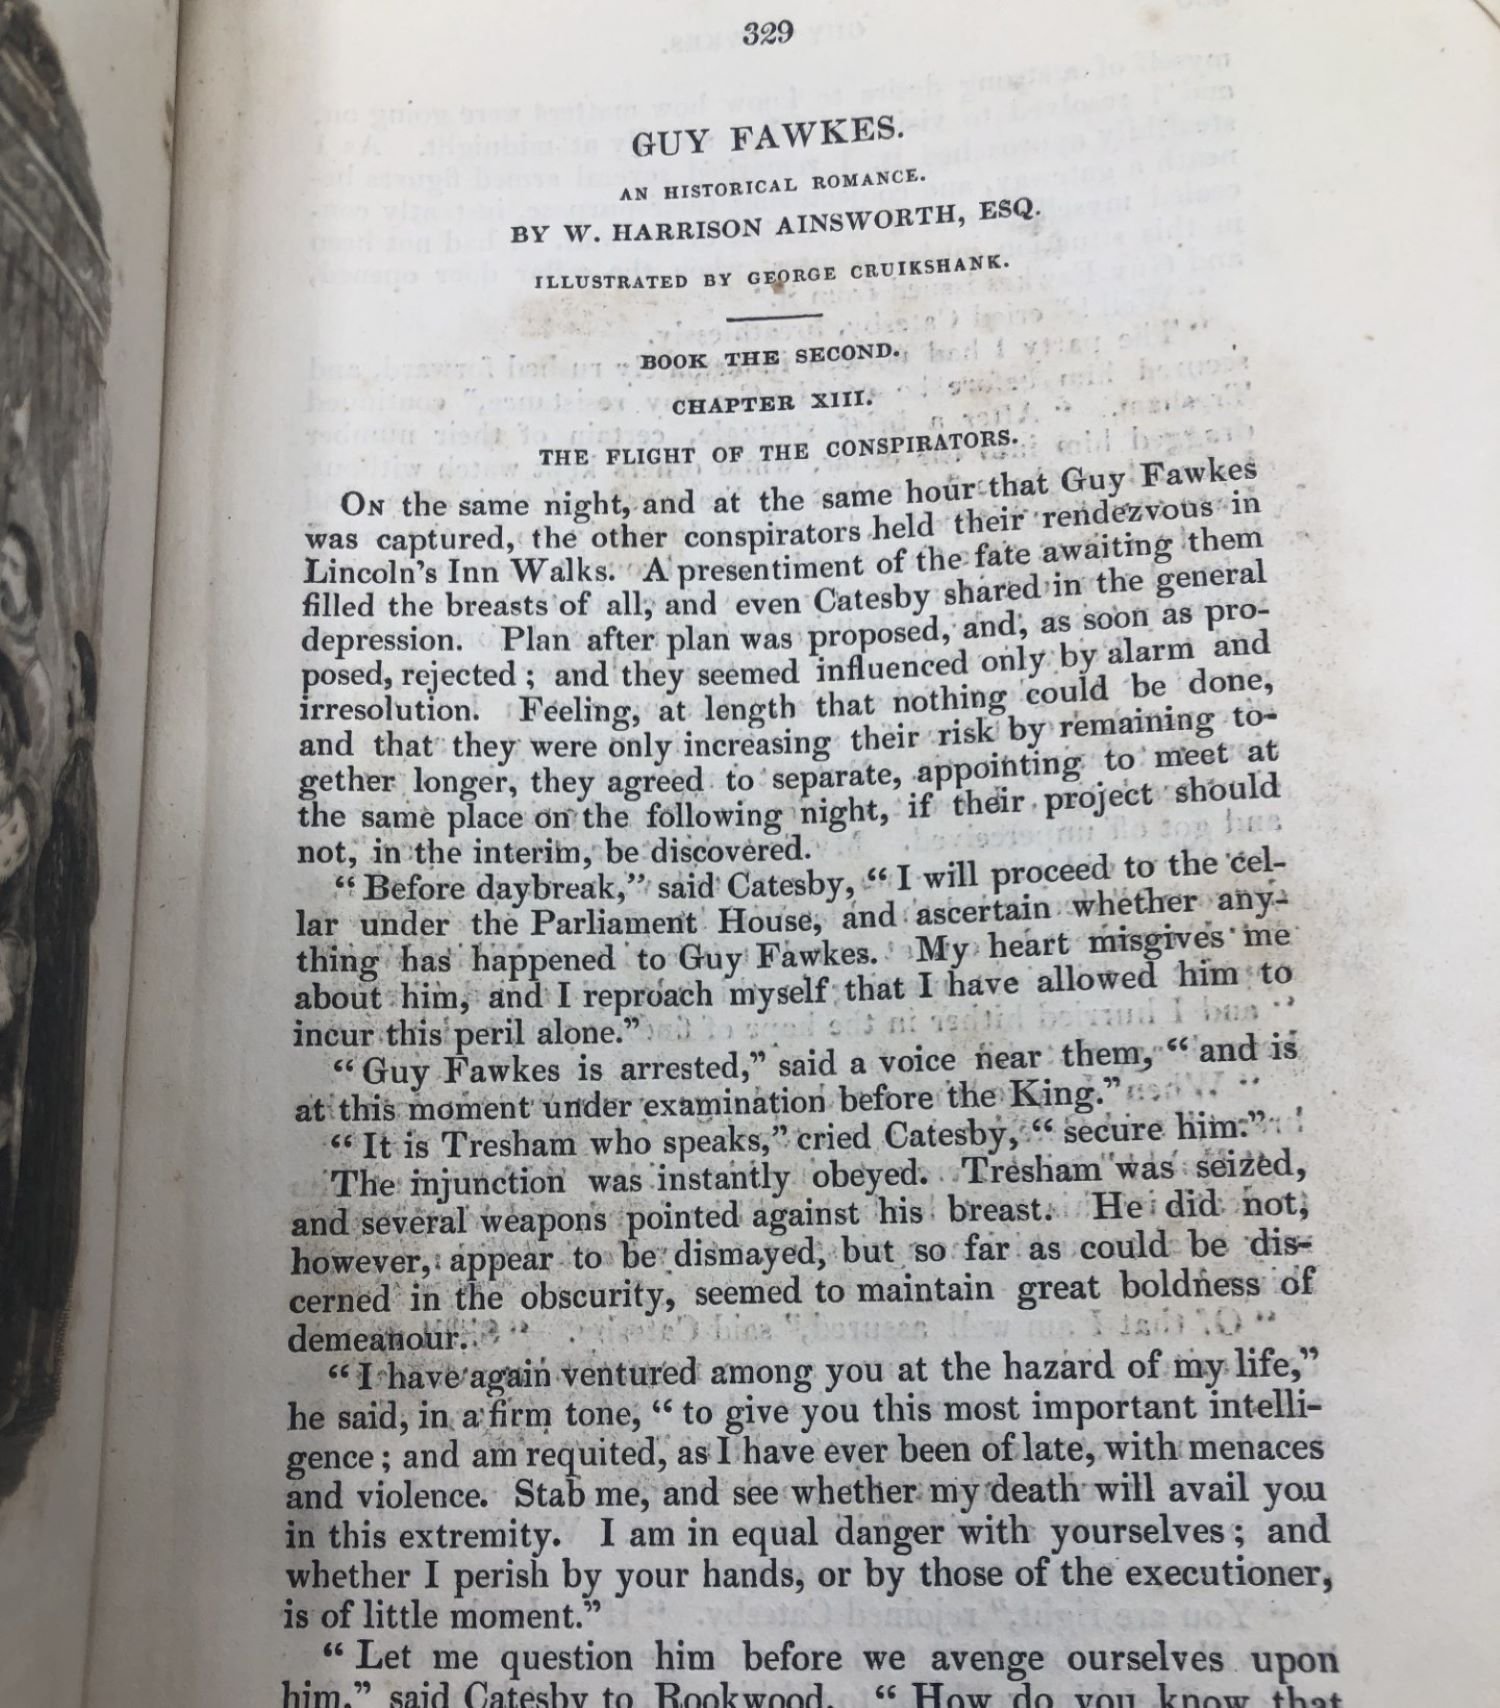 329
GUY FAWKES.
AN HISTORICAL ROMANCE.
BY W. HARRISON AINSWORTH, ESQ.
ILLUSTRATED BY GEORGE CRUIKSHANK.
BOOK THE SECOND.
CHAPTER XIII.
THE FLIGHT OF THE CONSPIRATORS.
ON the same night, and at the same hour that Guy Fawkes
was captured, the other conspirators held their rendezvous in
Lincoln's Inn Walks. A presentiment of the fate awaiting them
filled the breasts of all, and even Catesby shared in the general
depression. Plan after plan was proposed, and, as soon as pro-
posed, rejected; and they seemed influenced only by alarm and
irresolution. Feeling, at length that nothing could be done,
and that they were only increasing their risk by remaining to-
gether longer, they agreed to separate, appointing to meet at
the same place on the following night, if their project should
not, in the interim, be discovered.
"Before daybreak," said Catesby, "I will proceed to the cel-
lar under the Parliament House, and ascertain whether any-
thing has happened to Guy Fawkes. My heart misgives me
about him, and I reproach myself that I have allowed him to
incur this peril alone."
"Guy Fawkes is arrested," said a voice near them, "and is
at this moment under examination before the King."
"It is Tresham who speaks," cried Catesby, "secure him."
The injunction was instantly obeyed. Tresham was seized,
and several weapons pointed against his breast. He did not,
however, appear to be dismayed, but so far as could be dis-
cerned in the obscurity, seemed to maintain great boldness of
demeanour.
"I have again ventured among you at the hazard of my life,"
he said, in a firm tone, "to give you this most important intelli-
gence; and am requited, as I have ever been of late, with menaces
and violence. Stab me, and see whether my death will avail you
in this extremity. I am in equal danger with yourselves; and
whether I perish by your hands, or by those of the executioner,
is of little moment."
"Let me question him before we avenge ourselves upon
him," said Catesby to Rookwood. "How do you know that